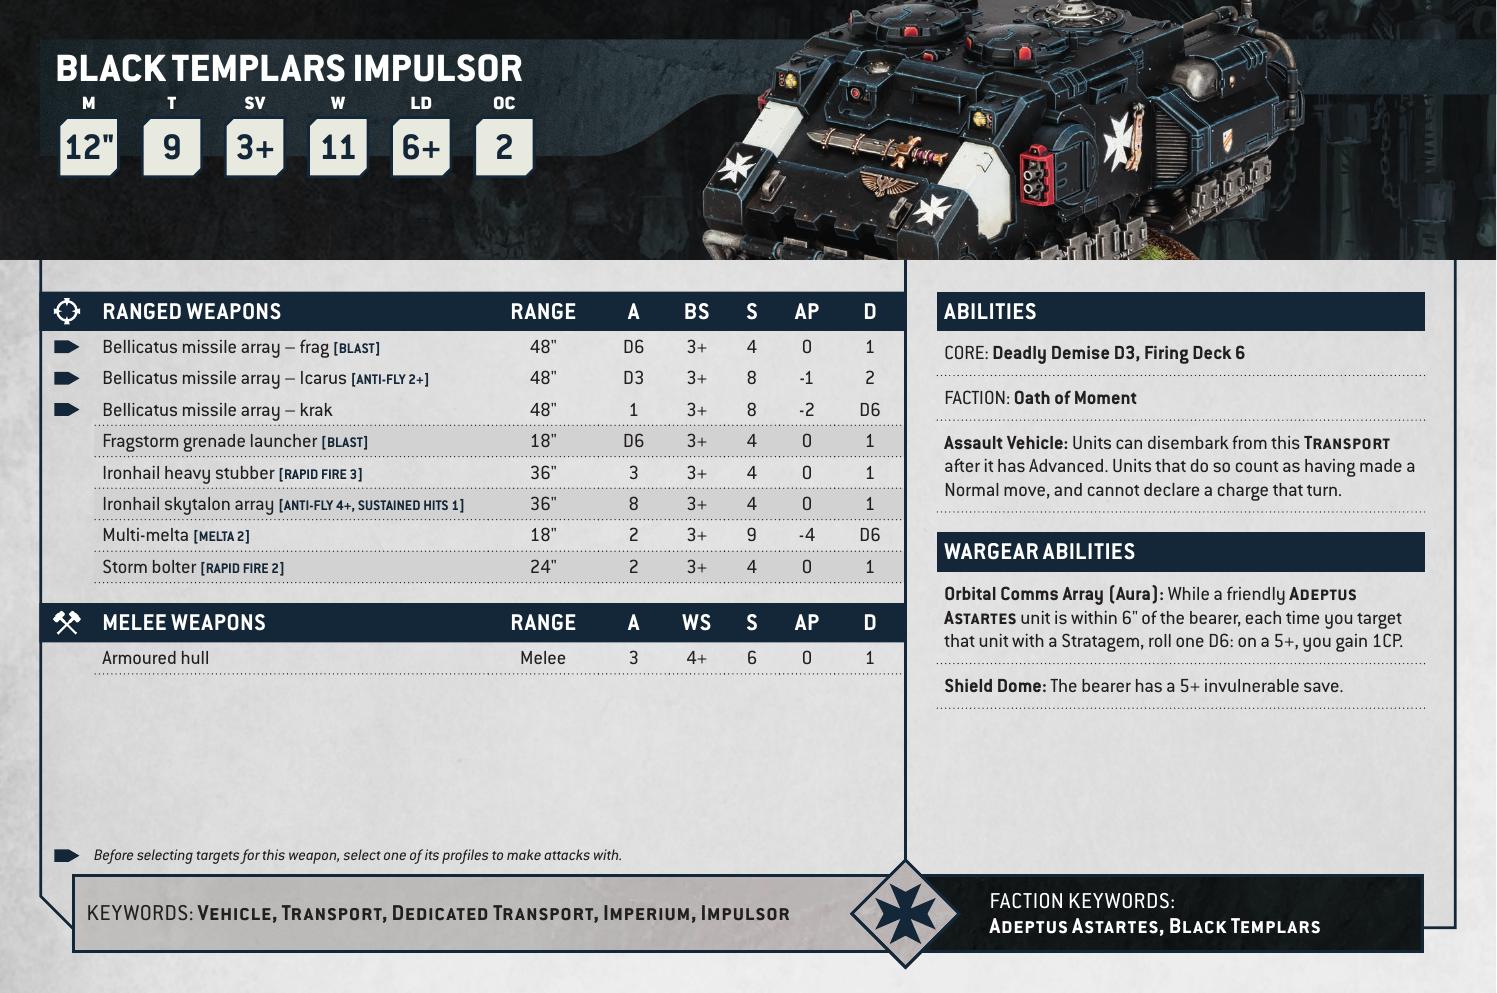 BLACK TEMPLARS IMPULSOR
M T SV W LD OC
12" 9 3+ 11 6+ 2
RANGED WEAPONS RANGE A BS S AP D
Bellicatus missile array – frag [BLAST] 48" D6 3+ 4 0 1
Bellicatus missile array – Icarus [ANTI-FLY 2+] 48" D3 3+ 8 -1 2
Bellicatus missile array – krak 48" 1 3+ 8 -2 D6
Fragstorm grenade launcher [BLAST] 18" D6 3+ 4 0 1
Ironhail heavy stubber [RAPID FIRE 3] 36" 3 3+ 4 0 1
Ironhail skytalon array [ANTI-FLY 4+, SUSTAINED HITS 1] 36" 8 3+ 4 0 1
Multi-melta [MELTA 2] 18" 2 3+ 9 -4 D6
Storm bolter [RAPID FIRE 2] 24" 2 3+ 4 0 1
MELEE WEAPONS RANGE A WS S AP D
Armoured hull Melee 3 4+ 6 0 1
Before selecting targets for this weapon, select one of its profiles to make attacks with.
ABILITIES
CORE: Deadly Demise D3, Firing Deck 6
FACTION: Oath of Moment
Assault Vehicle: Units can disembark from this TRANSPORT
after it has Advanced. Units that do so count as having made a
Normal move, and cannot declare a charge that turn.
WARGEAR ABILITIES
Orbital Comms Array (Aura): While a friendly ADEPTUS
ASTARTES unit is within 6" of the bearer, each time you target
that unit with a Stratagem, roll one D6: on a 5+, you gain 1CP.
Shield Dome: The bearer has a 5+ invulnerable save.
KEYWORDS: VEHICLE, TRANSPORT, DEDICATED TRANSPORT, IMPERIUM, IMPULSOR
FACTION KEYWORDS:
ADEPTUS ASTARTES, BLACK TEMPLARS